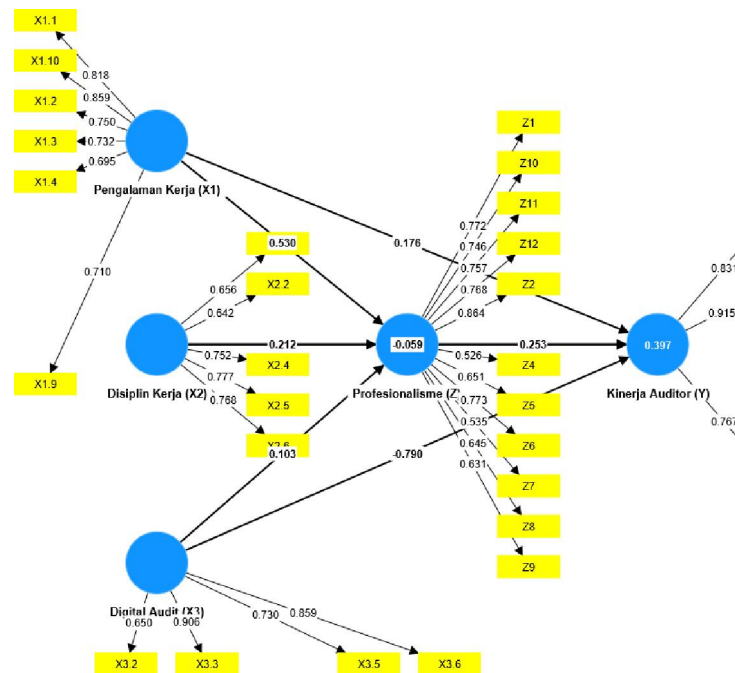 X1.1
X1.10
X1.2
X1.3
X1.4
0.818
0.859
0.750
0.732
0.695
Pengalaman Kerja (X1)
0.710
X1.9
0.530
0.176
X2.2
0.656
0.642
0.212
0.752
X2.4
0.777
X2.5
0.768
X2.6
Disiplin Kerja (X2)
0.103
-0.790
Digital Audit (X3)
0.650
0.906
0.730
0.859
X3.2
X3.3
X3.5
X3.6
Z1
Z10
Z11
Z12
Z2
0.772
0.746
0.757
0.768
0.864
-0.059
0.253
Profesionalisme (Z
0.526
0.651
0.773
0.535
0.645
0.631
Z4
Z5
Z6
Z7
Z8
Z9
0.397
Kinerja Auditor (Y)
0.831
0.915
0.767